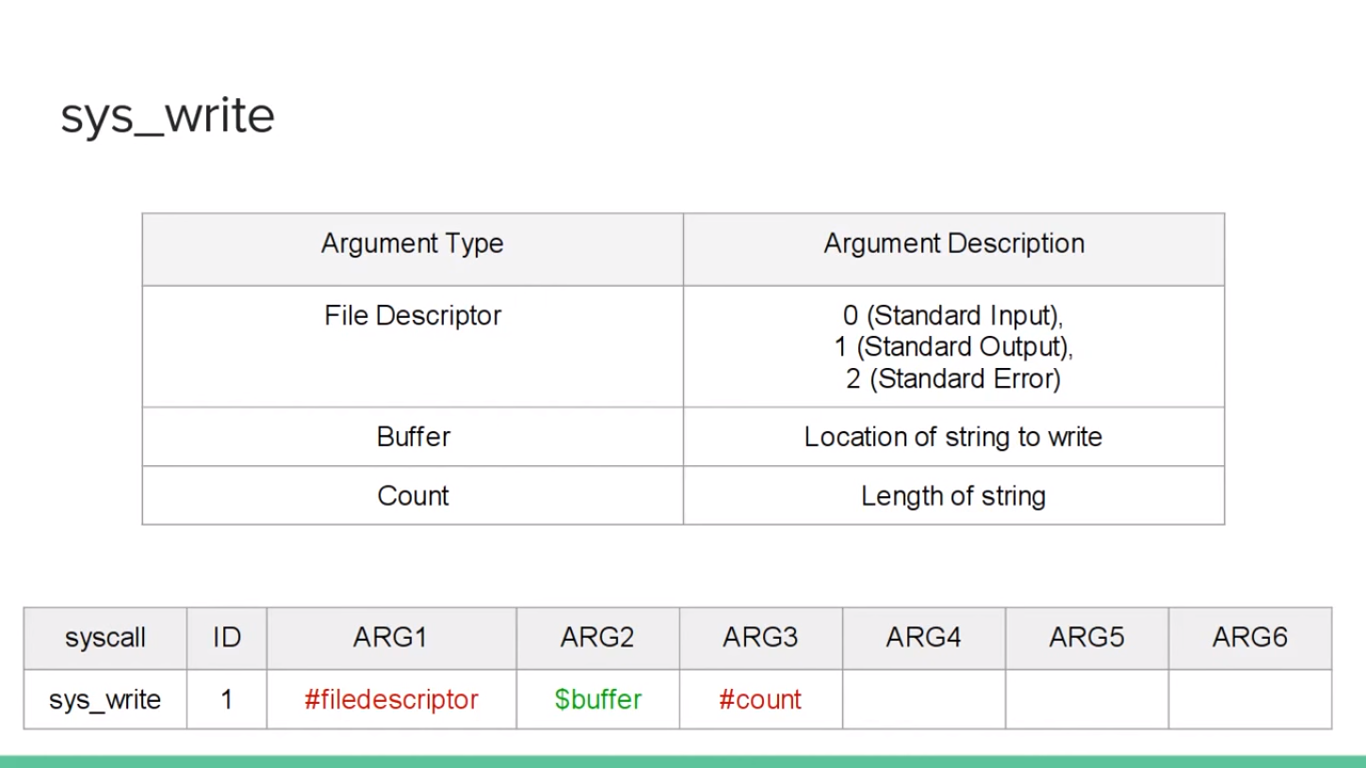 sys_write
Argument Type
Argument Description
File Descriptor
0 (Standard Input),
1 (Standard Output),
2 (Standard Error)
Buffer
Location of string to write
Count
Length of string
syscall ID ARG1 ARG2 ARG3 ARG4 ARG5 ARG6
sys_write 1 #filedescriptor $buffer #count